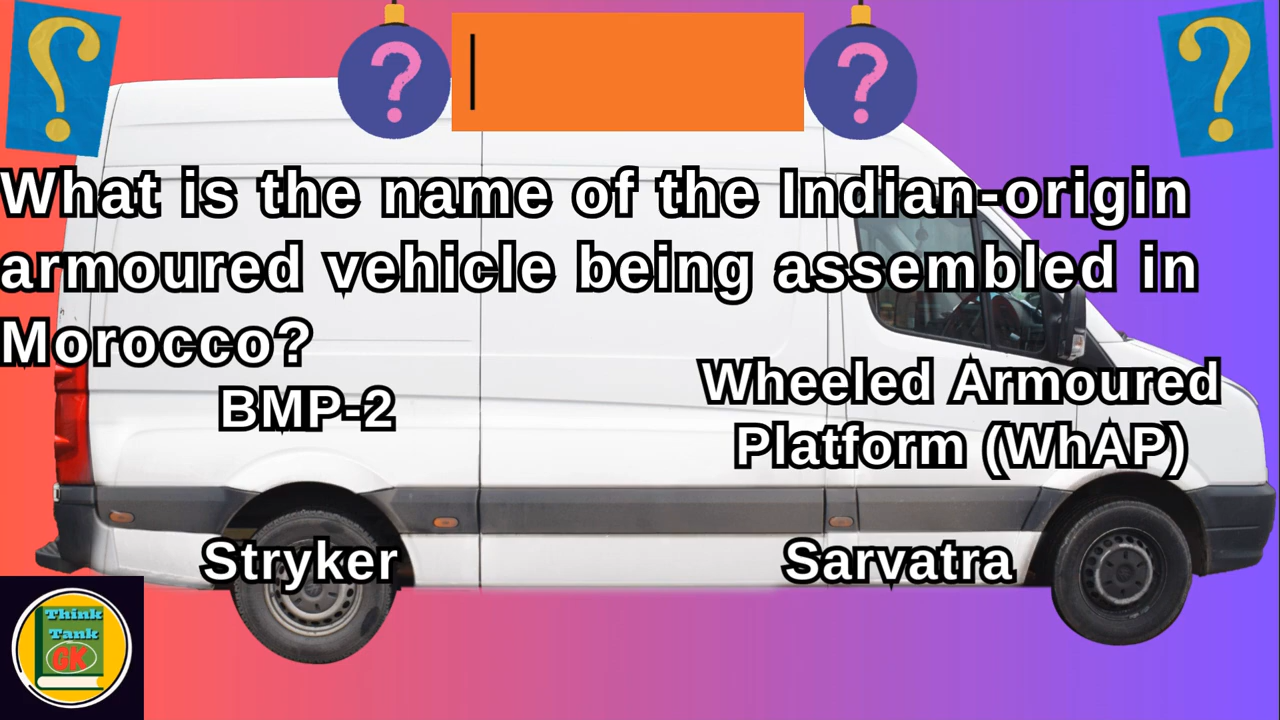 What is the name of the Indian-origin
armoured vehicle being assembled in
Morocco?
BMP-2
Wheeled Armoured
Platform (WhAP)
Stryker
Sarvatra
Think
Tank
GK